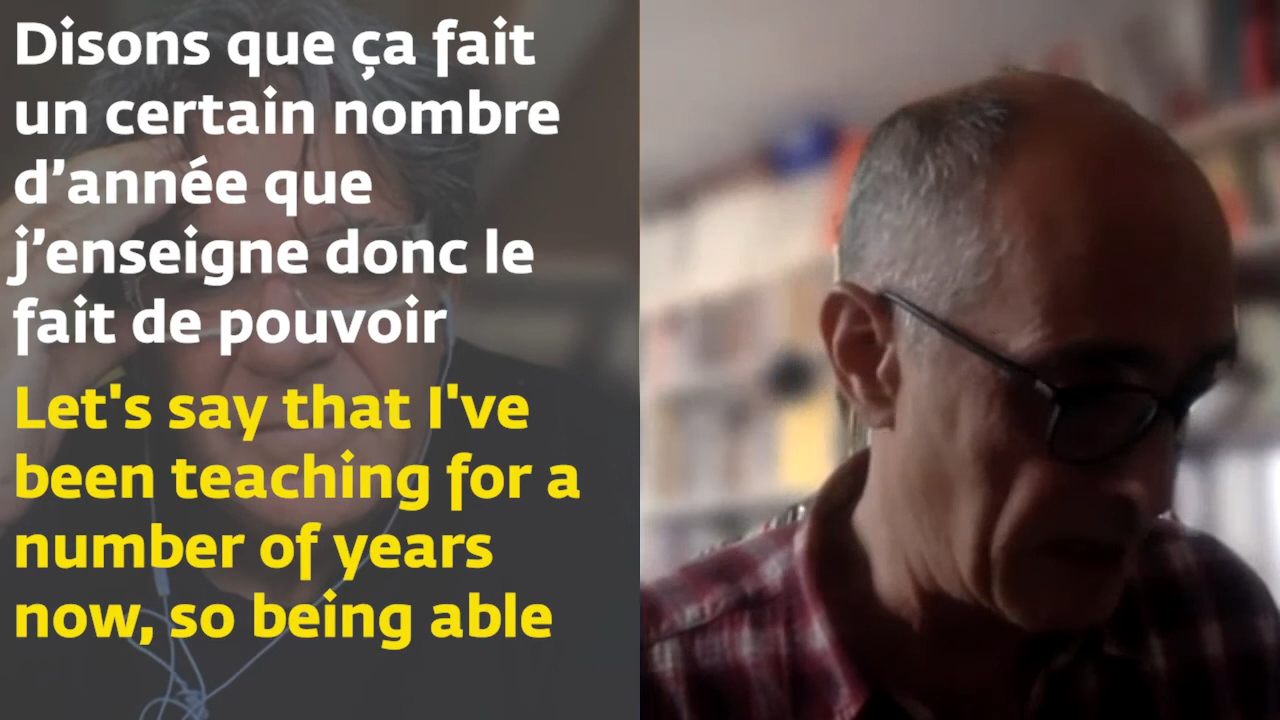 Disons que ça fait
un certain nombre
d’année que
j’enseigne donc le
fait de pouvoir
Let's say that I've
been teaching for a
number of years
now, so being able